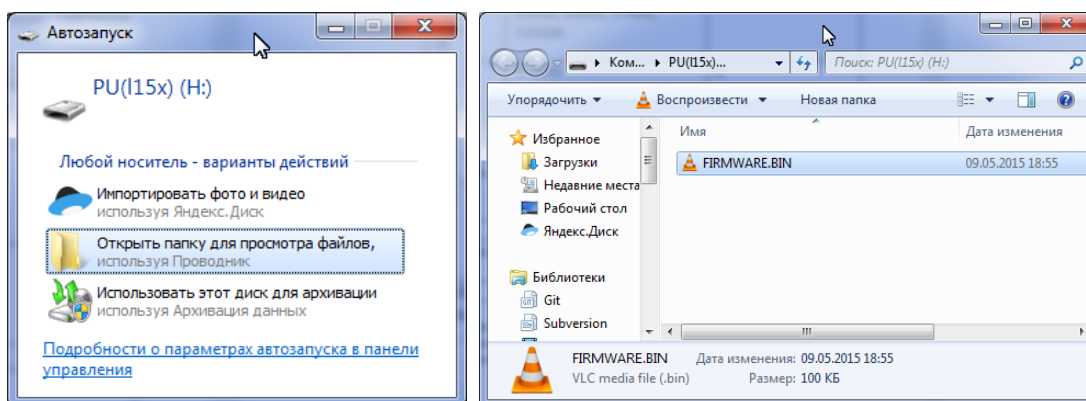 Автозапуск
PU(l15x) (H:)
Любой носитель - варианты действий
Импортировать фото и видео
используя Яндекс.Диск
Открыть папку для просмотра файлов,
используя Проводник
Использовать этот диск для архивации
используя Архивация данных
Подробности о параметрах автозапуска в панели
управления
Ком... PU(l15x)...
Поиск: PU(l15x) (H:)
Упорядочить Воспроизвести Новая папка
Имя Дата изменения
Избранное
Загрузки
Недавние места
Рабочий стол
Яндекс.Диск
Библиотеки
Git
Subversion
FIRMWARE.BIN 09.05.2015 18:55
FIRMWARE.BIN Дата изменения: 09.05.2015 18:55
VLC media file (.bin) Размер: 100 КБ